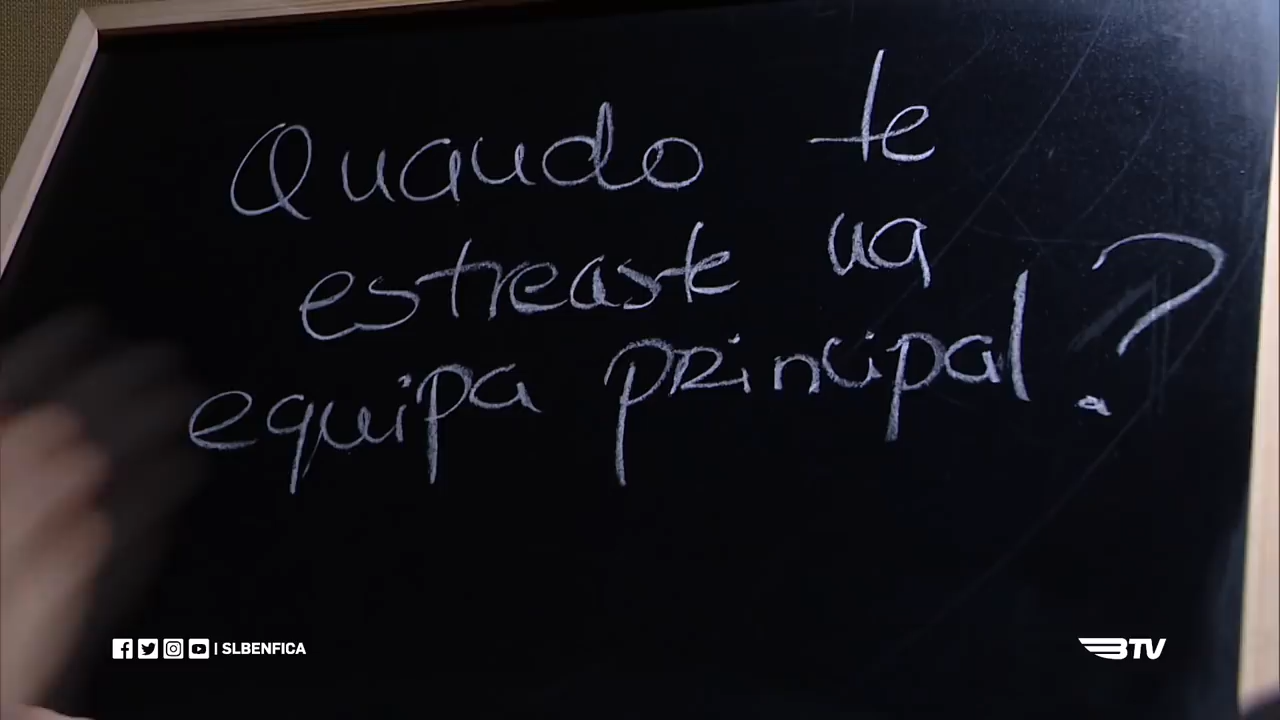 Quando te
estreaste na
equipa principal?
| SLBENFICA
BTV